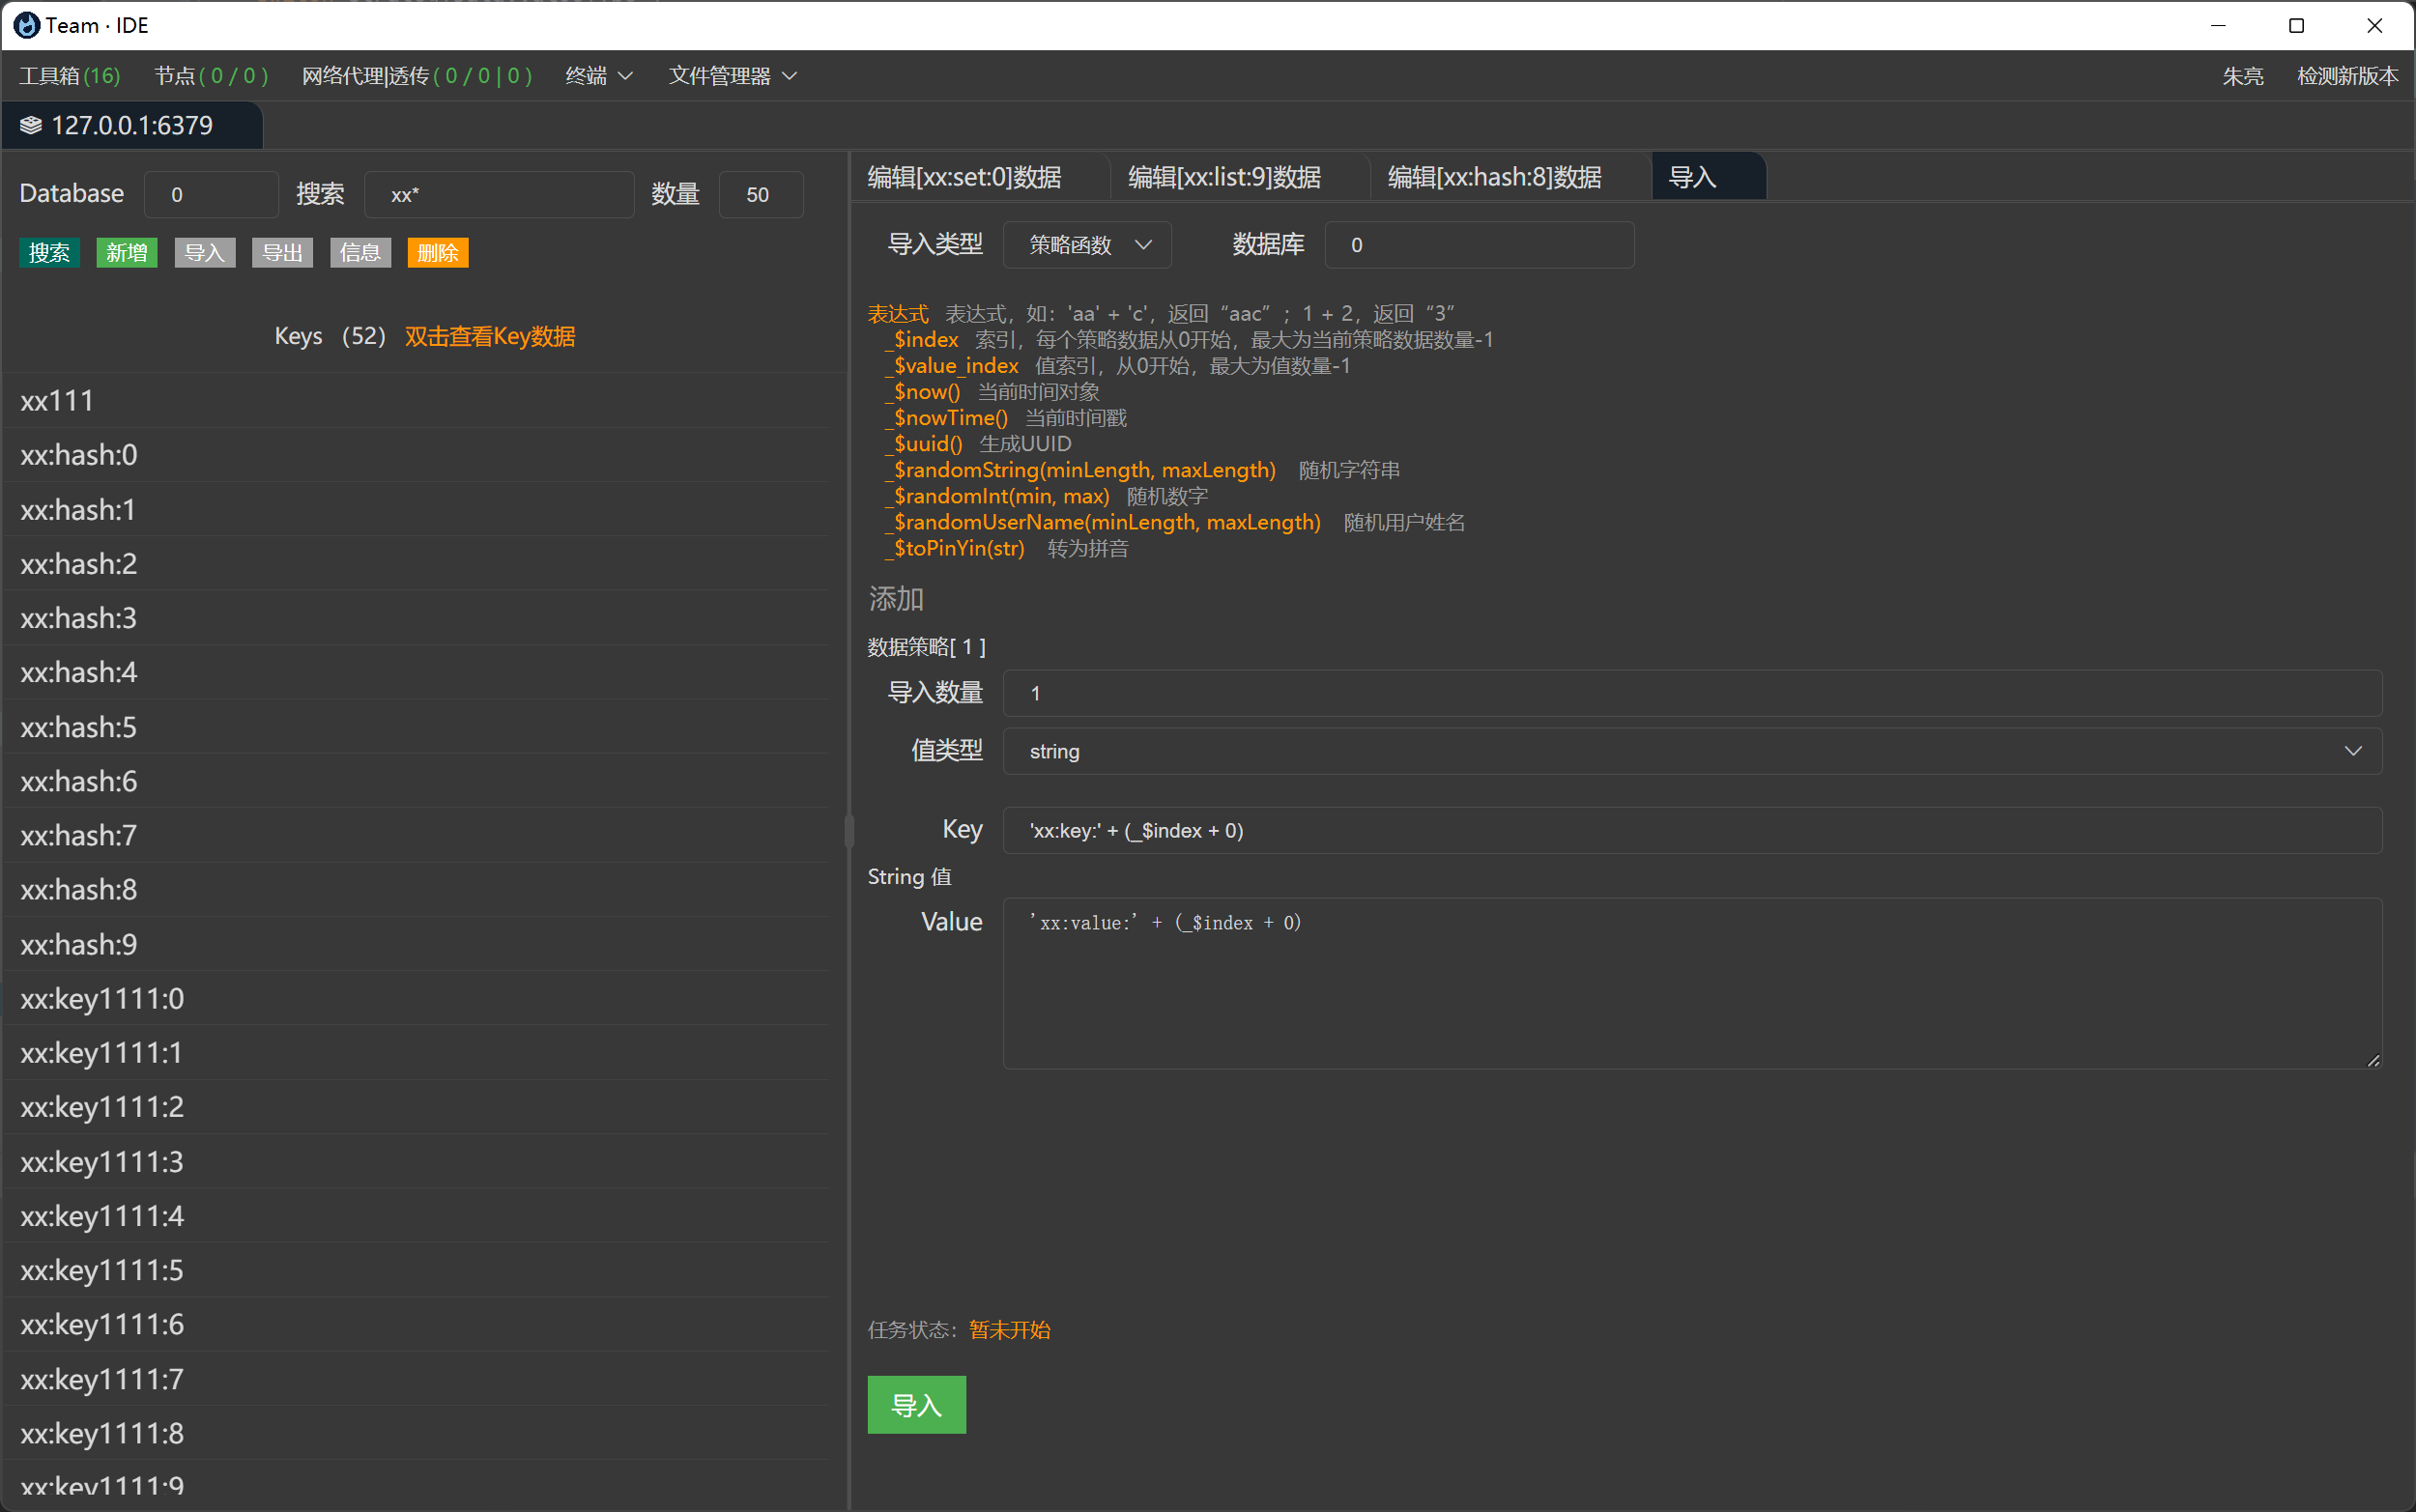 Team · IDE
工具箱(16) 节点( 0 / 0 ) 网络代理|透传( 0 / 0 | 0 ) 终端 文件管理器 朱亮 检测新版本
127.0.0.1:6379
Database 0 搜索 xx* 数量 50
搜索 新增 导入 导出 信息 删除
Keys （52） 双击查看Key数据
xx111
xx:hash:0
xx:hash:1
xx:hash:2
xx:hash:3
xx:hash:4
xx:hash:5
xx:hash:6
xx:hash:7
xx:hash:8
xx:hash:9
xx:key1111:0
xx:key1111:1
xx:key1111:2
xx:key1111:3
xx:key1111:4
xx:key1111:5
xx:key1111:6
xx:key1111:7
xx:key1111:8
xx:key1111:9
编辑[xx:set:0]数据 编辑[xx:list:9]数据 编辑[xx:hash:8]数据 导入
导入类型 策略函数 数据库 0
表达式 表达式，如：'aa' + 'c'，返回“aac”；1 + 2，返回“3”
_$index 索引，每个策略数据从0开始，最大为当前策略数据数量-1
_$value_index 值索引，从0开始，最大为值数量-1
_$now() 当前时间对象
_$nowTime() 当前时间戳
_$uuid() 生成UUID
_$randomString(minLength, maxLength) 随机字符串
_$randomInt(min, max) 随机数字
_$randomUserName(minLength, maxLength) 随机用户姓名
_$toPinYin(str) 转为拼音
添加
数据策略[ 1 ]
导入数量 1
值类型 string
Key 'xx:key:' + (_$index + 0)
String 值
Value 'xx:value:' + (_$index + 0)
任务状态：暂未开始
导入